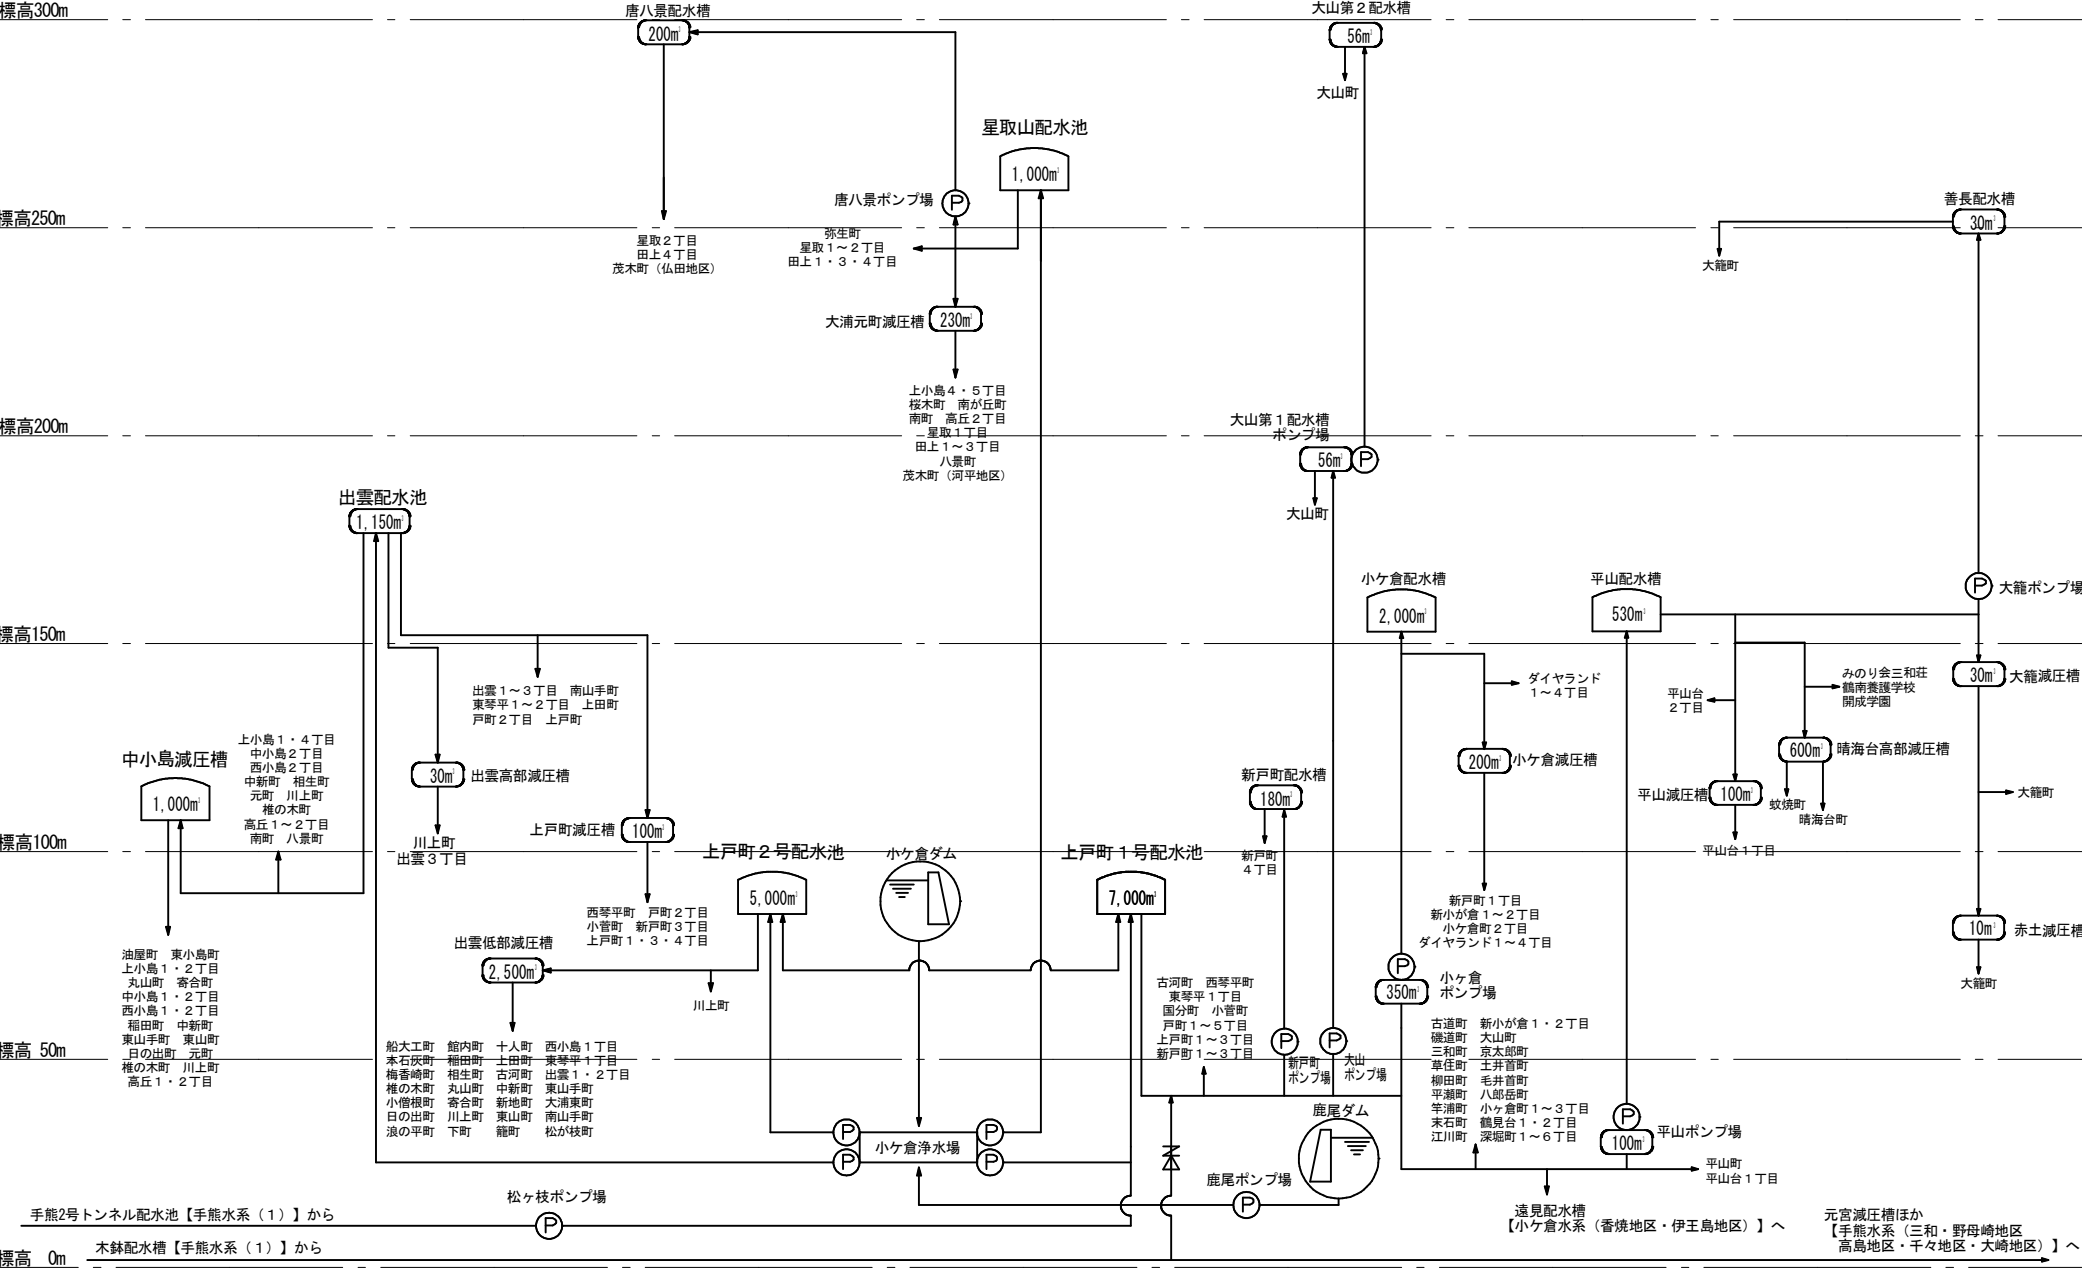 標高300m
唐八景配水槽
200m³
大山第２配水槽
56m³
大山町
星取山配水池
1,000m³
唐八景ポンプ場
P
標高250m
善長配水槽
30m³
大籠町
星取２丁目
田上４丁目
茂木町（仏田地区）
弥生町
星取１～２丁目
田上１・３・４丁目
大浦元町減圧槽
230m³
上小島４・５丁目
桜木町　南が丘町
南町　高丘２丁目
星取１丁目
田上１～３丁目
八景町
茂木町（河平地区）
標高200m
大山第１配水槽
ポンプ場
56m³
P
大山町
出雲配水池
1,150m³
小ケ倉配水槽
2,000m³
平山配水槽
530m³
P
大籠ポンプ場
標高150m
出雲１～３丁目　南山手町
東琴平１～２丁目　上田町
戸町２丁目　上戸町
ダイヤランド
１～４丁目
平山台
２丁目
みのり会三和荘
鶴南養護学校
開成学園
30m³
大籠減圧槽
中小島減圧槽
1,000m³
上小島１・４丁目
中小島２丁目
西小島２丁目
中新町　相生町
元町　川上町
椎の木町
高丘１～２丁目
南町　八景町
30m³
出雲高部減圧槽
川上町
出雲３丁目
上戸町減圧槽
100m³
新戸町配水槽
180m³
新戸町
４丁目
200m³
小ケ倉減圧槽
平山減圧槽
100m³
平山台１丁目
600m³
晴海台高部減圧槽
蚊焼町
晴海台町
大籠町
標高100m
上戸町２号配水池
5,000m³
小ケ倉ダム
上戸町１号配水池
7,000m³
西琴平町　戸町２丁目
小菅町　新戸町３丁目
上戸町１・３・４丁目
新戸町１丁目
新小が倉１～２丁目
小ケ倉町２丁目
ダイヤランド１～４丁目
10m³
赤土減圧槽
大籠町
油屋町　東小島町
上小島１・２丁目
丸山町　寄合町
中小島１・２丁目
西小島１・２丁目
稲田町　中新町
東山手町　東山町
日の出町　元町
椎の木町　川上町
高丘１・２丁目
出雲低部減圧槽
2,500m³
川上町
古河町　西琴平町
東琴平１丁目
国分町　小菅町
戸町１～５丁目
上戸町１～３丁目
新戸町１～３丁目
P
350m³
小ヶ倉
ポンプ場
標高 50m
船大工町　館内町　十人町　西小島１丁目
本石灰町　稲田町　上田町　東琴平１丁目
梅香崎町　相生町　古河町　出雲１・２丁目
椎の木町　丸山町　中新町　東山手町
小曽根町　寄合町　新地町　大浦東町
日の出町　川上町　東山町　南山手町
浪の平町　下町　籠町　松が枝町
P
新戸町
ポンプ場
P
大山
ポンプ場
古道町　新小が倉１・２丁目
磯道町　大山町
三和町　京太郎町
草住町　土井首町
柳田町　毛井首町
平瀬町　八郎岳町
竿浦町　小ヶ倉町１～３丁目
末石町　鶴見台１・２丁目
江川町　深堀町１～６丁目
P
100m³
平山ポンプ場
P
P
小ケ倉浄水場
P
P
鹿尾ダム
鹿尾ポンプ場
P
平山町
平山台１丁目
松ヶ枝ポンプ場
P
手熊2号トンネル配水池【手熊水系（１）】から
遠見配水槽
【小ケ倉水系（香焼地区・伊王島地区）】へ
元宮減圧槽ほか
【手熊水系（三和・野母崎地区
高島地区・千々地区・大崎地区）】へ
木鉢配水槽【手熊水系（１）】から
標高　0m